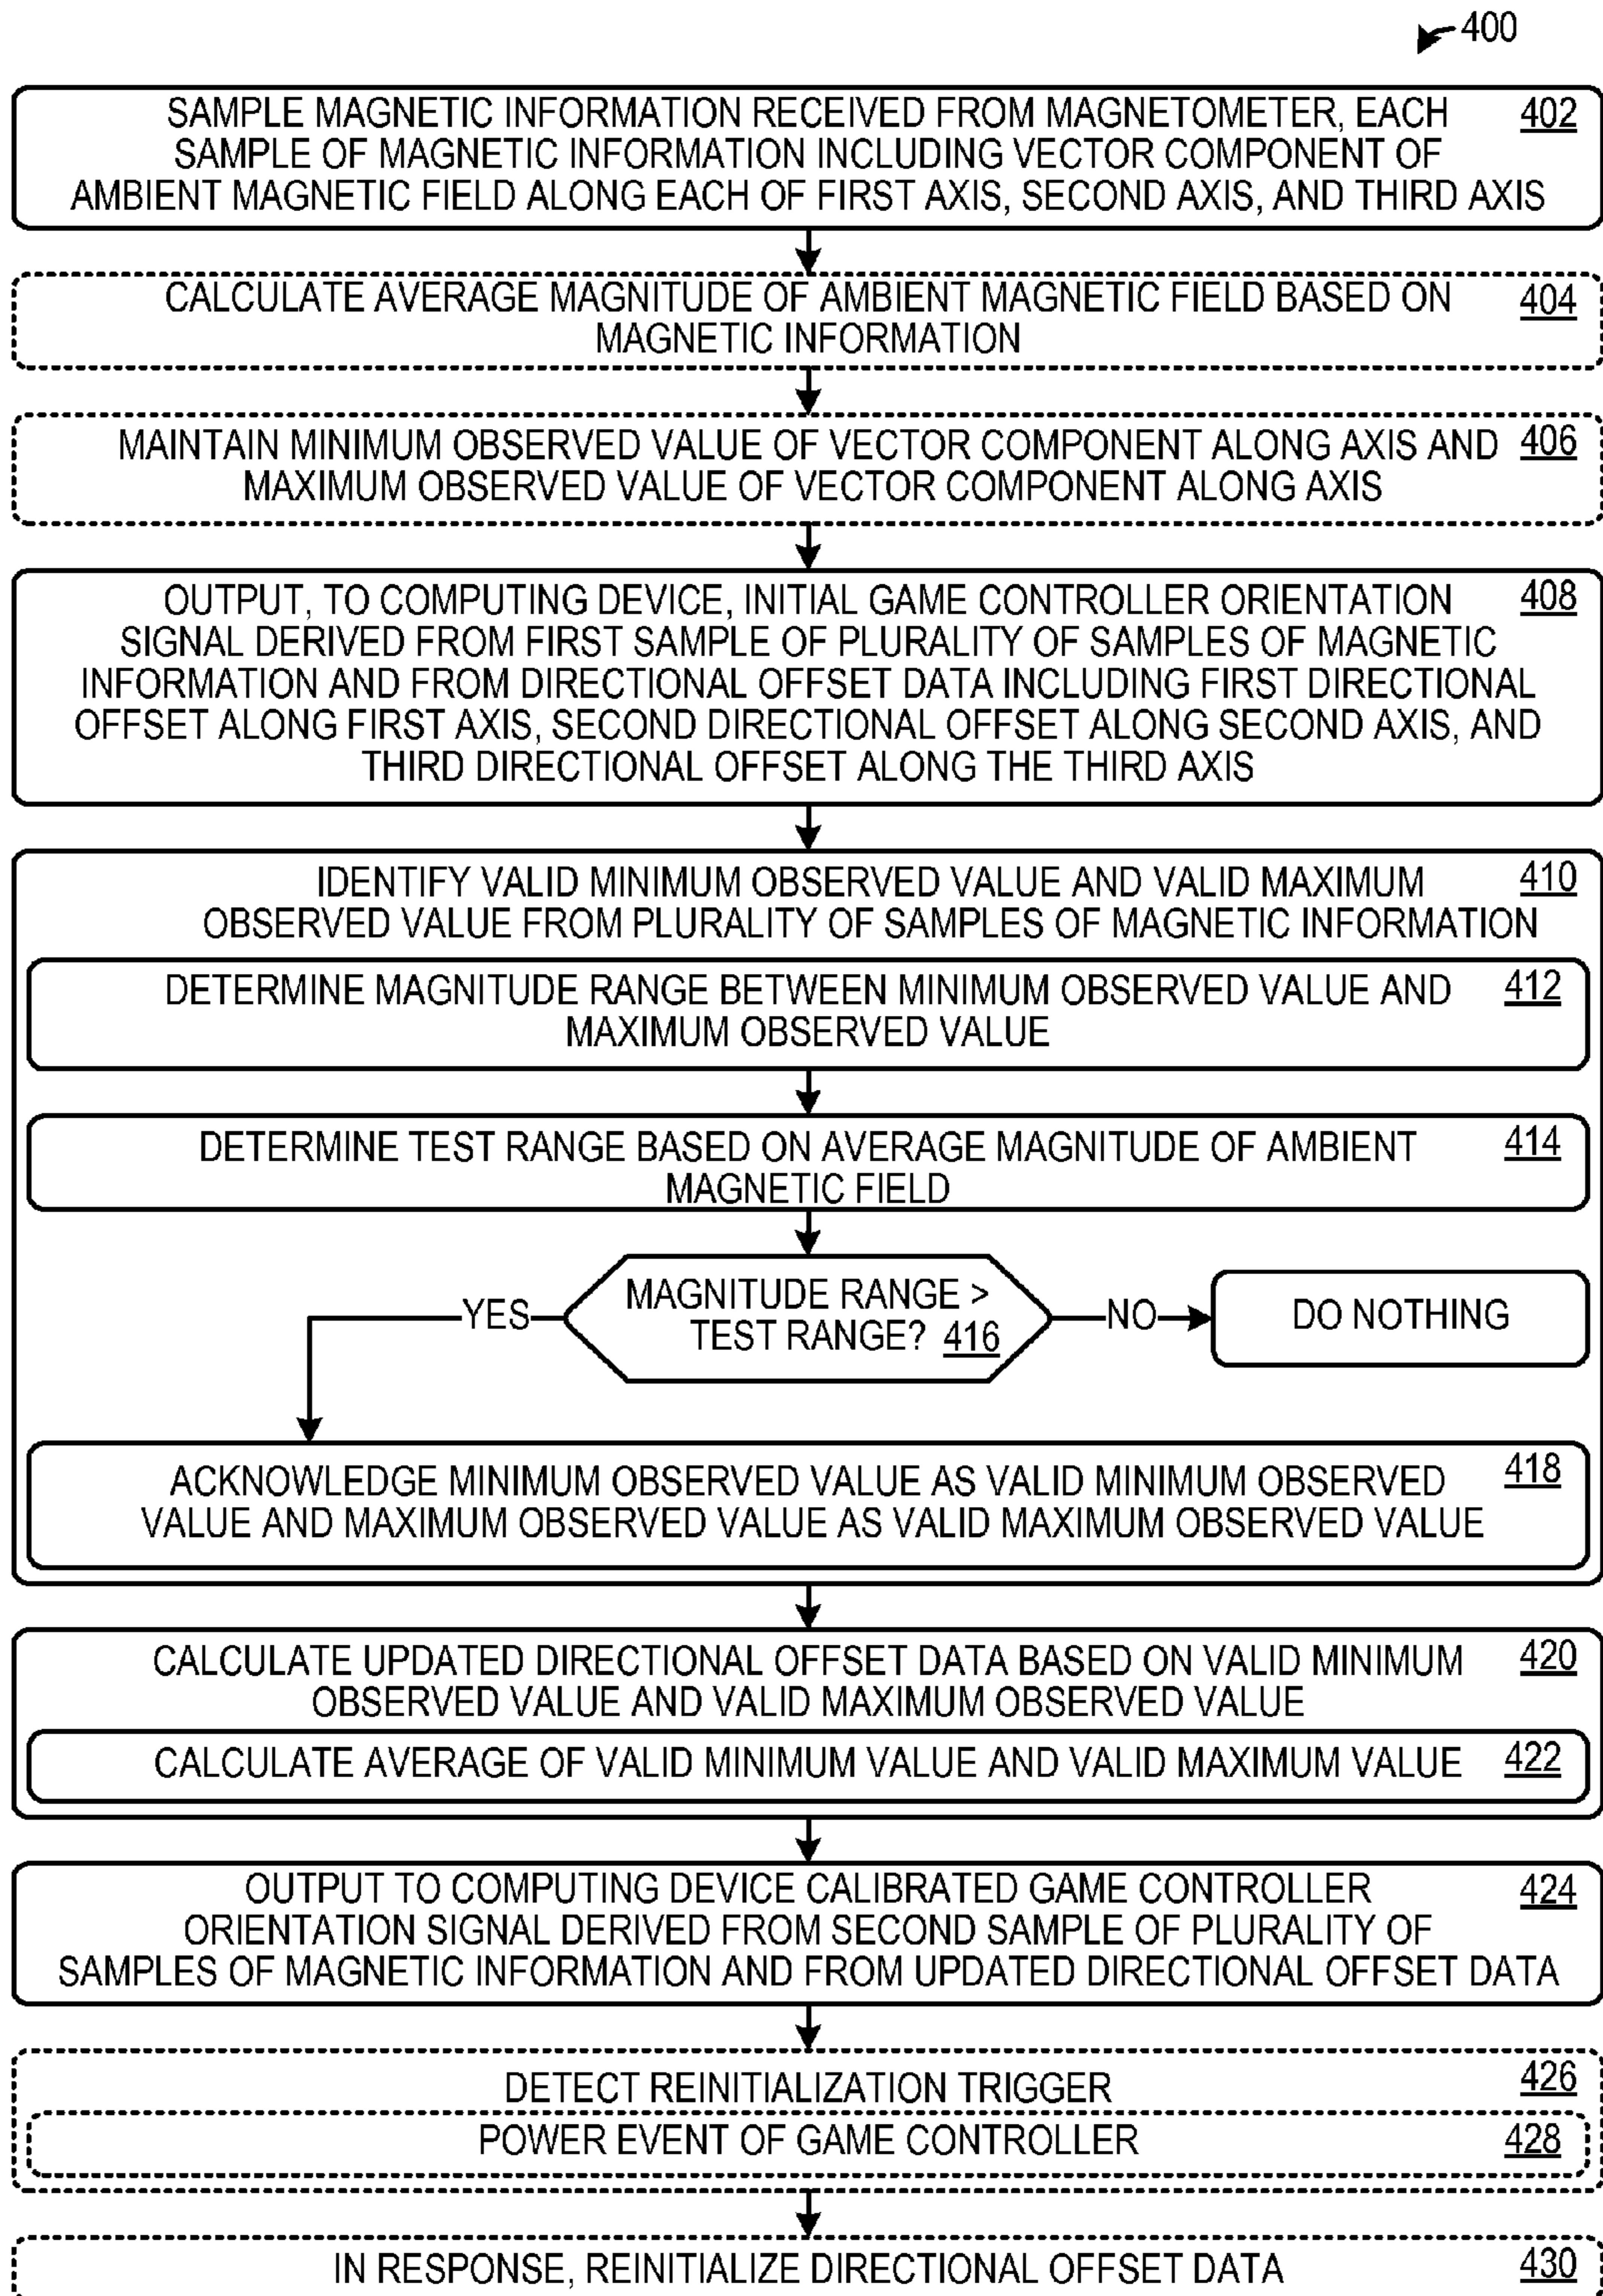 400
SAMPLE MAGNETIC INFORMATION RECEIVED FROM MAGNETOMETER, EACH 402
SAMPLE OF MAGNETIC INFORMATION INCLUDING VECTOR COMPONENT OF
AMBIENT MAGNETIC FIELD ALONG EACH OF FIRST AXIS, SECOND AXIS, AND THIRD AXIS
CALCULATE AVERAGE MAGNITUDE OF AMBIENT MAGNETIC FIELD BASED ON 404
MAGNETIC INFORMATION
MAINTAIN MINIMUM OBSERVED VALUE OF VECTOR COMPONENT ALONG AXIS AND 406
MAXIMUM OBSERVED VALUE OF VECTOR COMPONENT ALONG AXIS
OUTPUT, TO COMPUTING DEVICE, INITIAL GAME CONTROLLER ORIENTATION 408
SIGNAL DERIVED FROM FIRST SAMPLE OF PLURALITY OF SAMPLES OF MAGNETIC
INFORMATION AND FROM DIRECTIONAL OFFSET DATA INCLUDING FIRST DIRECTIONAL
OFFSET ALONG FIRST AXIS, SECOND DIRECTIONAL OFFSET ALONG SECOND AXIS, AND
THIRD DIRECTIONAL OFFSET ALONG THE THIRD AXIS
IDENTIFY VALID MINIMUM OBSERVED VALUE AND VALID MAXIMUM 410
OBSERVED VALUE FROM PLURALITY OF SAMPLES OF MAGNETIC INFORMATION
DETERMINE MAGNITUDE RANGE BETWEEN MINIMUM OBSERVED VALUE AND 412
MAXIMUM OBSERVED VALUE
DETERMINE TEST RANGE BASED ON AVERAGE MAGNITUDE OF AMBIENT 414
MAGNETIC FIELD
MAGNITUDE RANGE >
TEST RANGE? 416
YES
NO
DO NOTHING
ACKNOWLEDGE MINIMUM OBSERVED VALUE AS VALID MINIMUM OBSERVED 418
VALUE AND MAXIMUM OBSERVED VALUE AS VALID MAXIMUM OBSERVED VALUE
CALCULATE UPDATED DIRECTIONAL OFFSET DATA BASED ON VALID MINIMUM 420
OBSERVED VALUE AND VALID MAXIMUM OBSERVED VALUE
CALCULATE AVERAGE OF VALID MINIMUM VALUE AND VALID MAXIMUM VALUE 422
OUTPUT TO COMPUTING DEVICE CALIBRATED GAME CONTROLLER 424
ORIENTATION SIGNAL DERIVED FROM SECOND SAMPLE OF PLURALITY OF
SAMPLES OF MAGNETIC INFORMATION AND FROM UPDATED DIRECTIONAL OFFSET DATA
DETECT REINITIALIZATION TRIGGER 426
POWER EVENT OF GAME CONTROLLER 428
IN RESPONSE, REINITIALIZE DIRECTIONAL OFFSET DATA 430